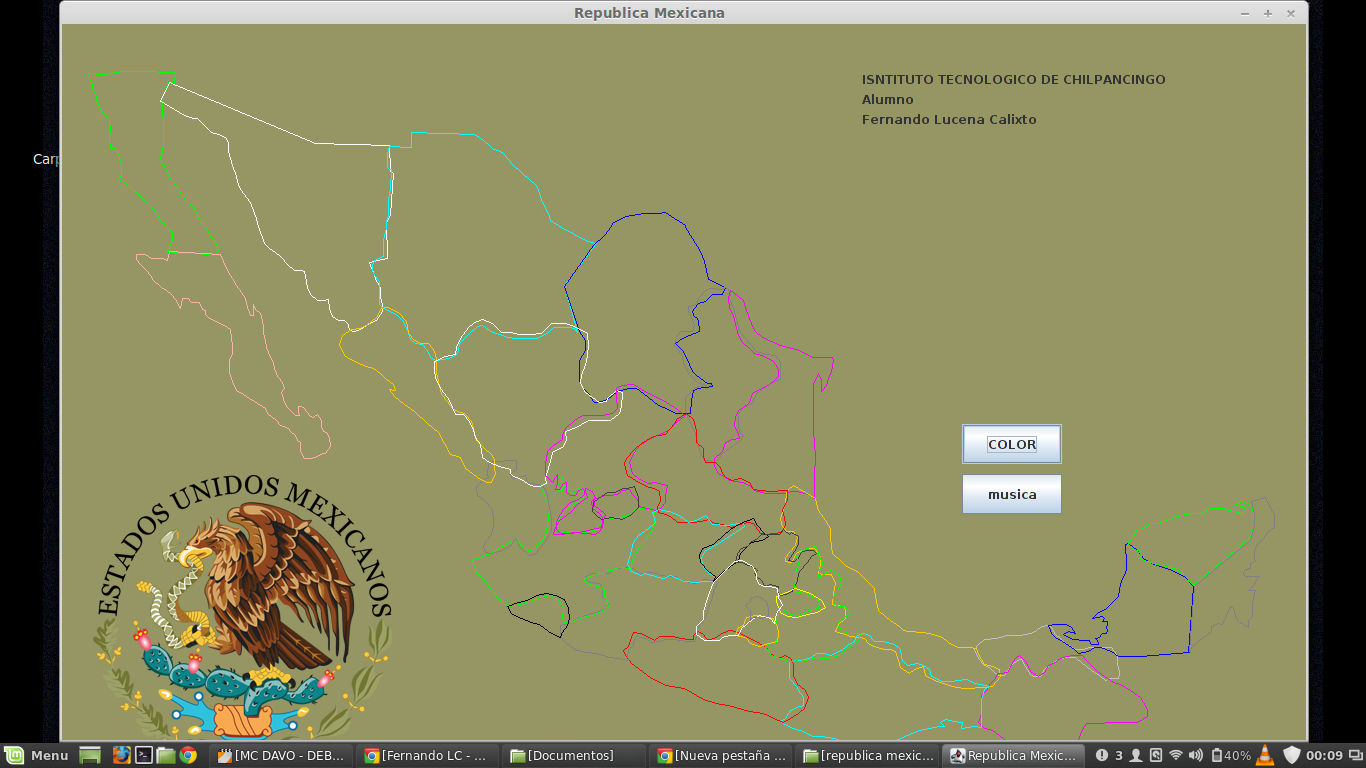 Republica Mexicana
ISNTITUTO TECNOLOGICO DE CHILPANCINGO
Alumno
Fernando Lucena Calixto
Carp
COLOR
musica
ESTADOS UNIDOS MEXICANOS
Menu
[MC DAVO - DEB...
[Fernando LC - ...
[Documentos]
[Nueva pestaña ...
[republica mexic...
Republica Mexic...
3
40%
00:09